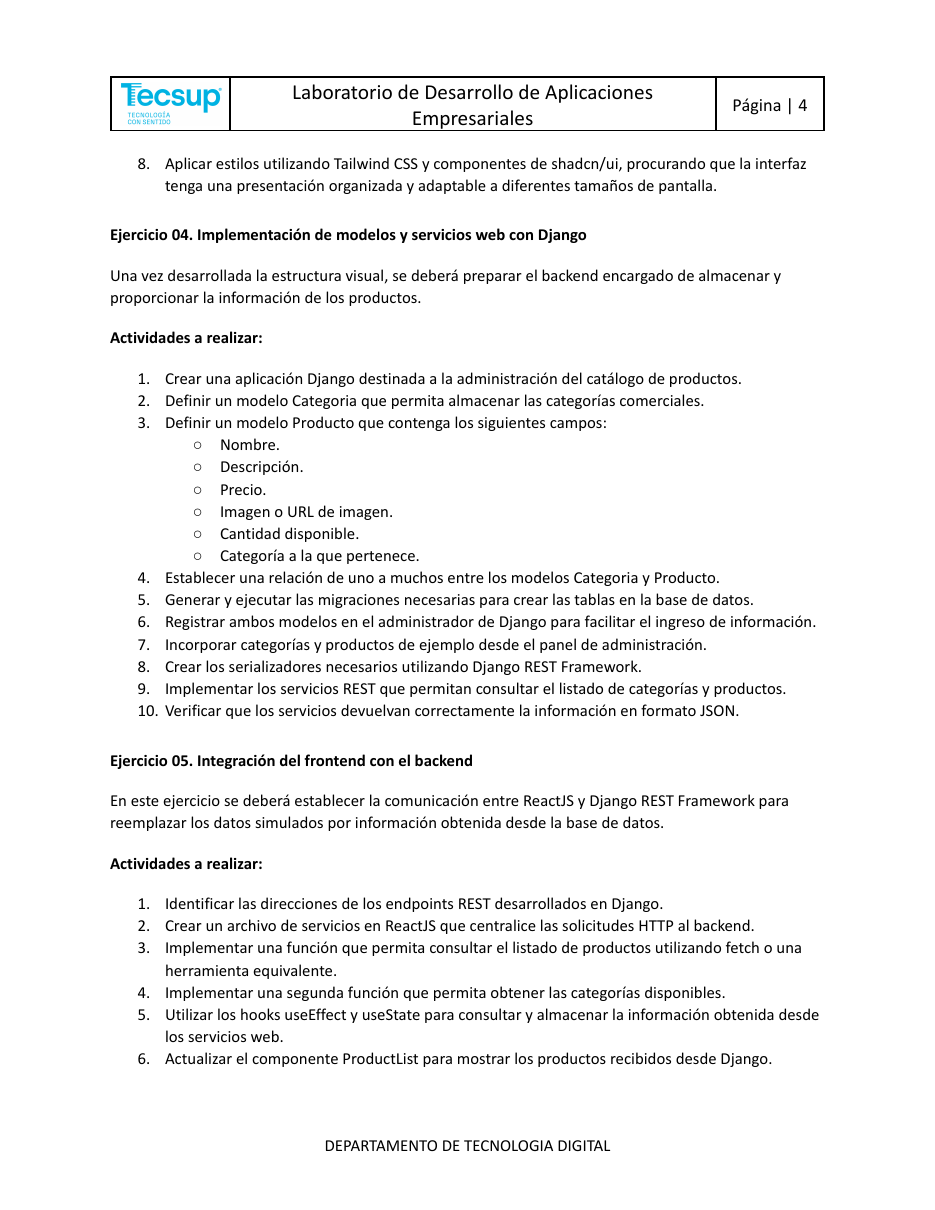 Tecsup
TECNOLOGÍA
CON SENTIDO
Laboratorio de Desarrollo de Aplicaciones
Empresariales
Página | 4
8. Aplicar estilos utilizando Tailwind CSS y componentes de shadcn/ui, procurando que la interfaz
tenga una presentación organizada y adaptable a diferentes tamaños de pantalla.
Ejercicio 04. Implementación de modelos y servicios web con Django
Una vez desarrollada la estructura visual, se deberá preparar el backend encargado de almacenar y
proporcionar la información de los productos.
Actividades a realizar:
1. Crear una aplicación Django destinada a la administración del catálogo de productos.
2. Definir un modelo Categoria que permita almacenar las categorías comerciales.
3. Definir un modelo Producto que contenga los siguientes campos:
○ Nombre.
○ Descripción.
○ Precio.
○ Imagen o URL de imagen.
○ Cantidad disponible.
○ Categoría a la que pertenece.
4. Establecer una relación de uno a muchos entre los modelos Categoria y Producto.
5. Generar y ejecutar las migraciones necesarias para crear las tablas en la base de datos.
6. Registrar ambos modelos en el administrador de Django para facilitar el ingreso de información.
7. Incorporar categorías y productos de ejemplo desde el panel de administración.
8. Crear los serializadores necesarios utilizando Django REST Framework.
9. Implementar los servicios REST que permitan consultar el listado de categorías y productos.
10. Verificar que los servicios devuelvan correctamente la información en formato JSON.
Ejercicio 05. Integración del frontend con el backend
En este ejercicio se deberá establecer la comunicación entre ReactJS y Django REST Framework para
reemplazar los datos simulados por información obtenida desde la base de datos.
Actividades a realizar:
1. Identificar las direcciones de los endpoints REST desarrollados en Django.
2. Crear un archivo de servicios en ReactJS que centralice las solicitudes HTTP al backend.
3. Implementar una función que permita consultar el listado de productos utilizando fetch o una
herramienta equivalente.
4. Implementar una segunda función que permita obtener las categorías disponibles.
5. Utilizar los hooks useEffect y useState para consultar y almacenar la información obtenida desde
los servicios web.
6. Actualizar el componente ProductList para mostrar los productos recibidos desde Django.
DEPARTAMENTO DE TECNOLOGIA DIGITAL